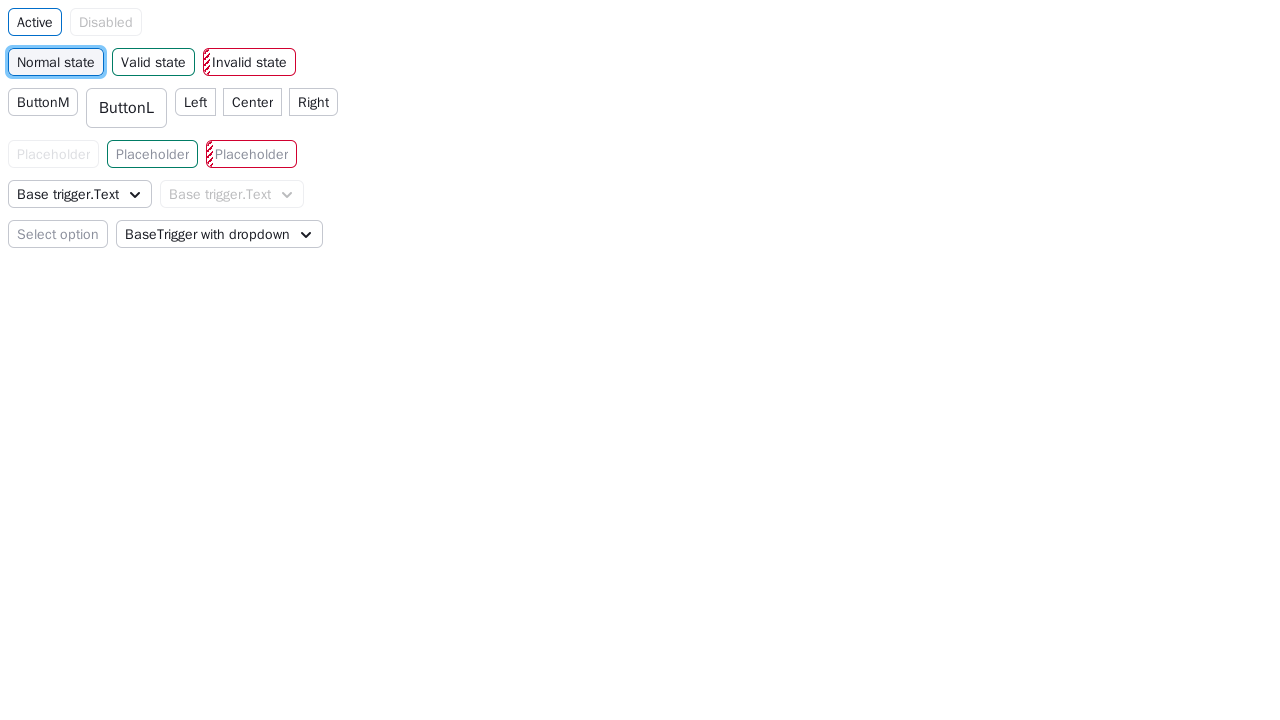 Active Disabled
Normal state Valid state Invalid state
ButtonM ButtonL Left Center Right
Placeholder Placeholder Placeholder
Base trigger.Text Base trigger.Text
Select option BaseTrigger with dropdown